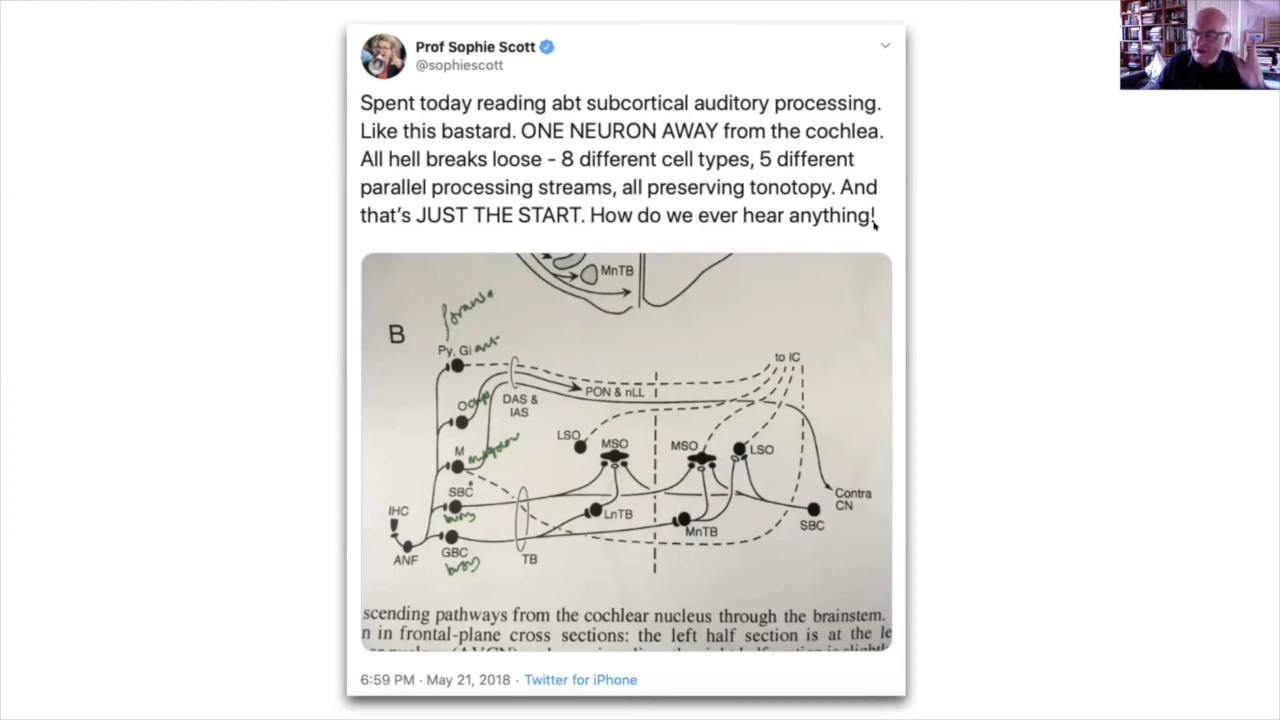 Prof Sophie Scott
@sophiescott
Spent today reading abt subcortical auditory processing.
Like this bastard. ONE NEURON AWAY from the cochlea.
All hell breaks loose - 8 different cell types, 5 different
parallel processing streams, all preserving tonotopy. And
that's JUST THE START. How do we ever hear anything!
MnTB
B
Py, Gi
to IC
PON & nLL
O
DAS &
IAS
LSO
MSO
MSO
LSO
M
SBC
Contra
CN
IHC
LnTB
SBC
MnTB
GBC
ANF
TB
scending pathways from the cochlear nucleus through the brainstem.
n in frontal-plane cross sections: the left half section is at the le
6:59 PM · May 21, 2018 · Twitter for iPhone